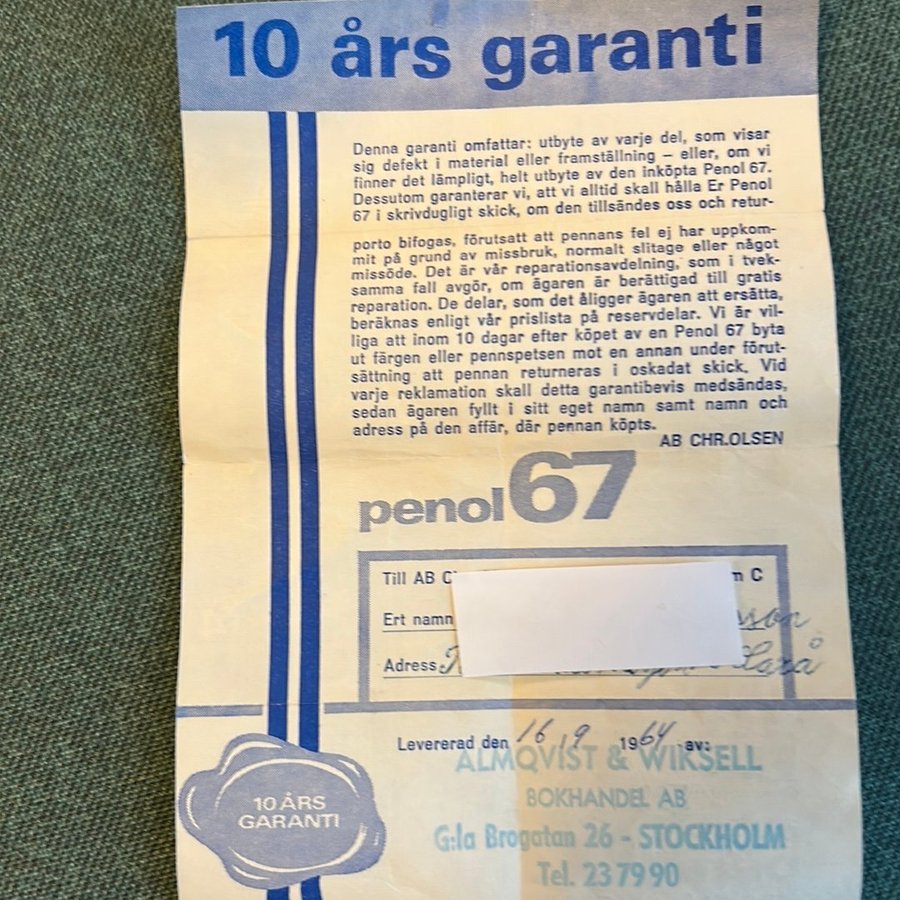 10 års garanti
Denna garanti omfattar: utbyte av varje del, som visar
sig defekt i material eller framställning – eller, om vi
finner det lämpligt, helt utbyte av den inköpta Penol 67.
Dessutom garanterar vi, att vi alltid skall hålla Er Penol
67 i skrivdugligt skick, om den tillsändes oss och retur-
porto bifogas, förutsatt att pennans fel ej har uppkom-
mit på grund av missbruk, normalt slitage eller något
missöde. Det är vår reparationsavdelning, som i tvek-
samma fall avgör, om ägaren är berättigad till gratis
reparation. De delar, som det åligger ägaren att ersätta,
beräknas enligt vår prislista på reservdelar. Vi är vil-
liga att inom 10 dagar efter köpet av en Penol 67 byta
ut färgen eller pennspetsen mot en annan under förut-
sättning att pennan returneras i oskadat skick. Vid
varje reklamation skall detta garantibevis medsändas,
sedan ägaren fyllt i sitt eget namn samt namn och
adress på den affär, där pennan köpts.
AB CHR.OLSEN
penol 67
Till AB C
Ert namn
Adress
Levererad den 16/9 1964 av:
ALMQVIST & WIKSELL
BOKHANDEL AB
G:la Brogatan 26 - STOCKHOLM
Tel. 23 79 90
10 ÅRS
GARANTI